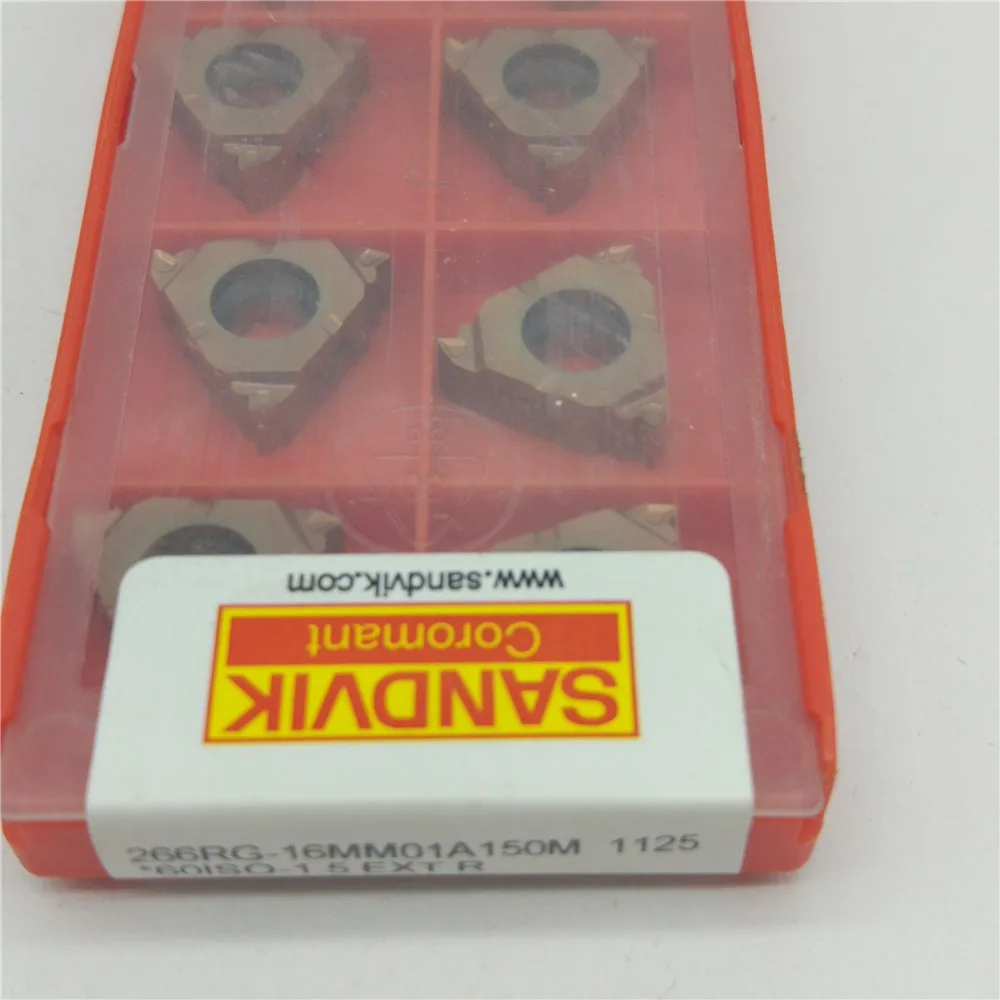 www.sandvik.com
Coromant
SANDVIK
266RG-16MM01A150M 1125
*60ISO-1.5 EXT R